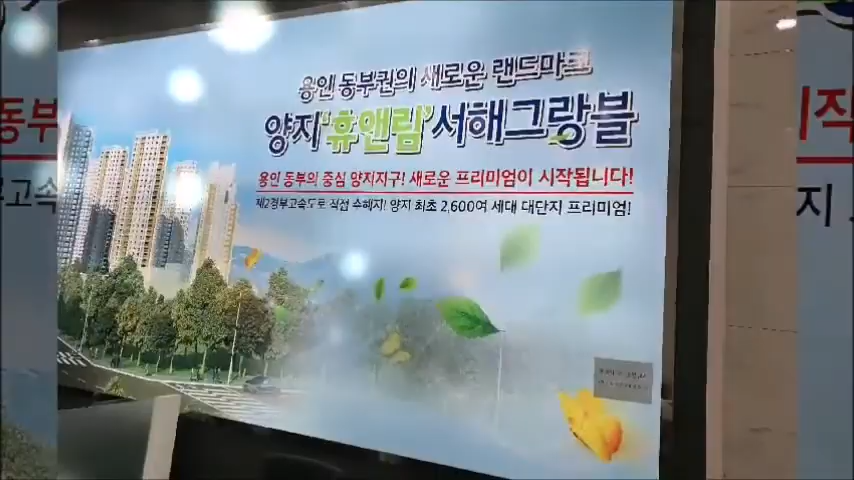 용인 동부권의 새로운 랜드마크
양지'휴앤림'서해그랑블
용인 동부의 중심 양지지구! 새로운 프리미엄이 시작됩니다!
제2경부고속도로 직접 수혜지! 양지 최초 2,600여 세대 대단지 프리미엄!